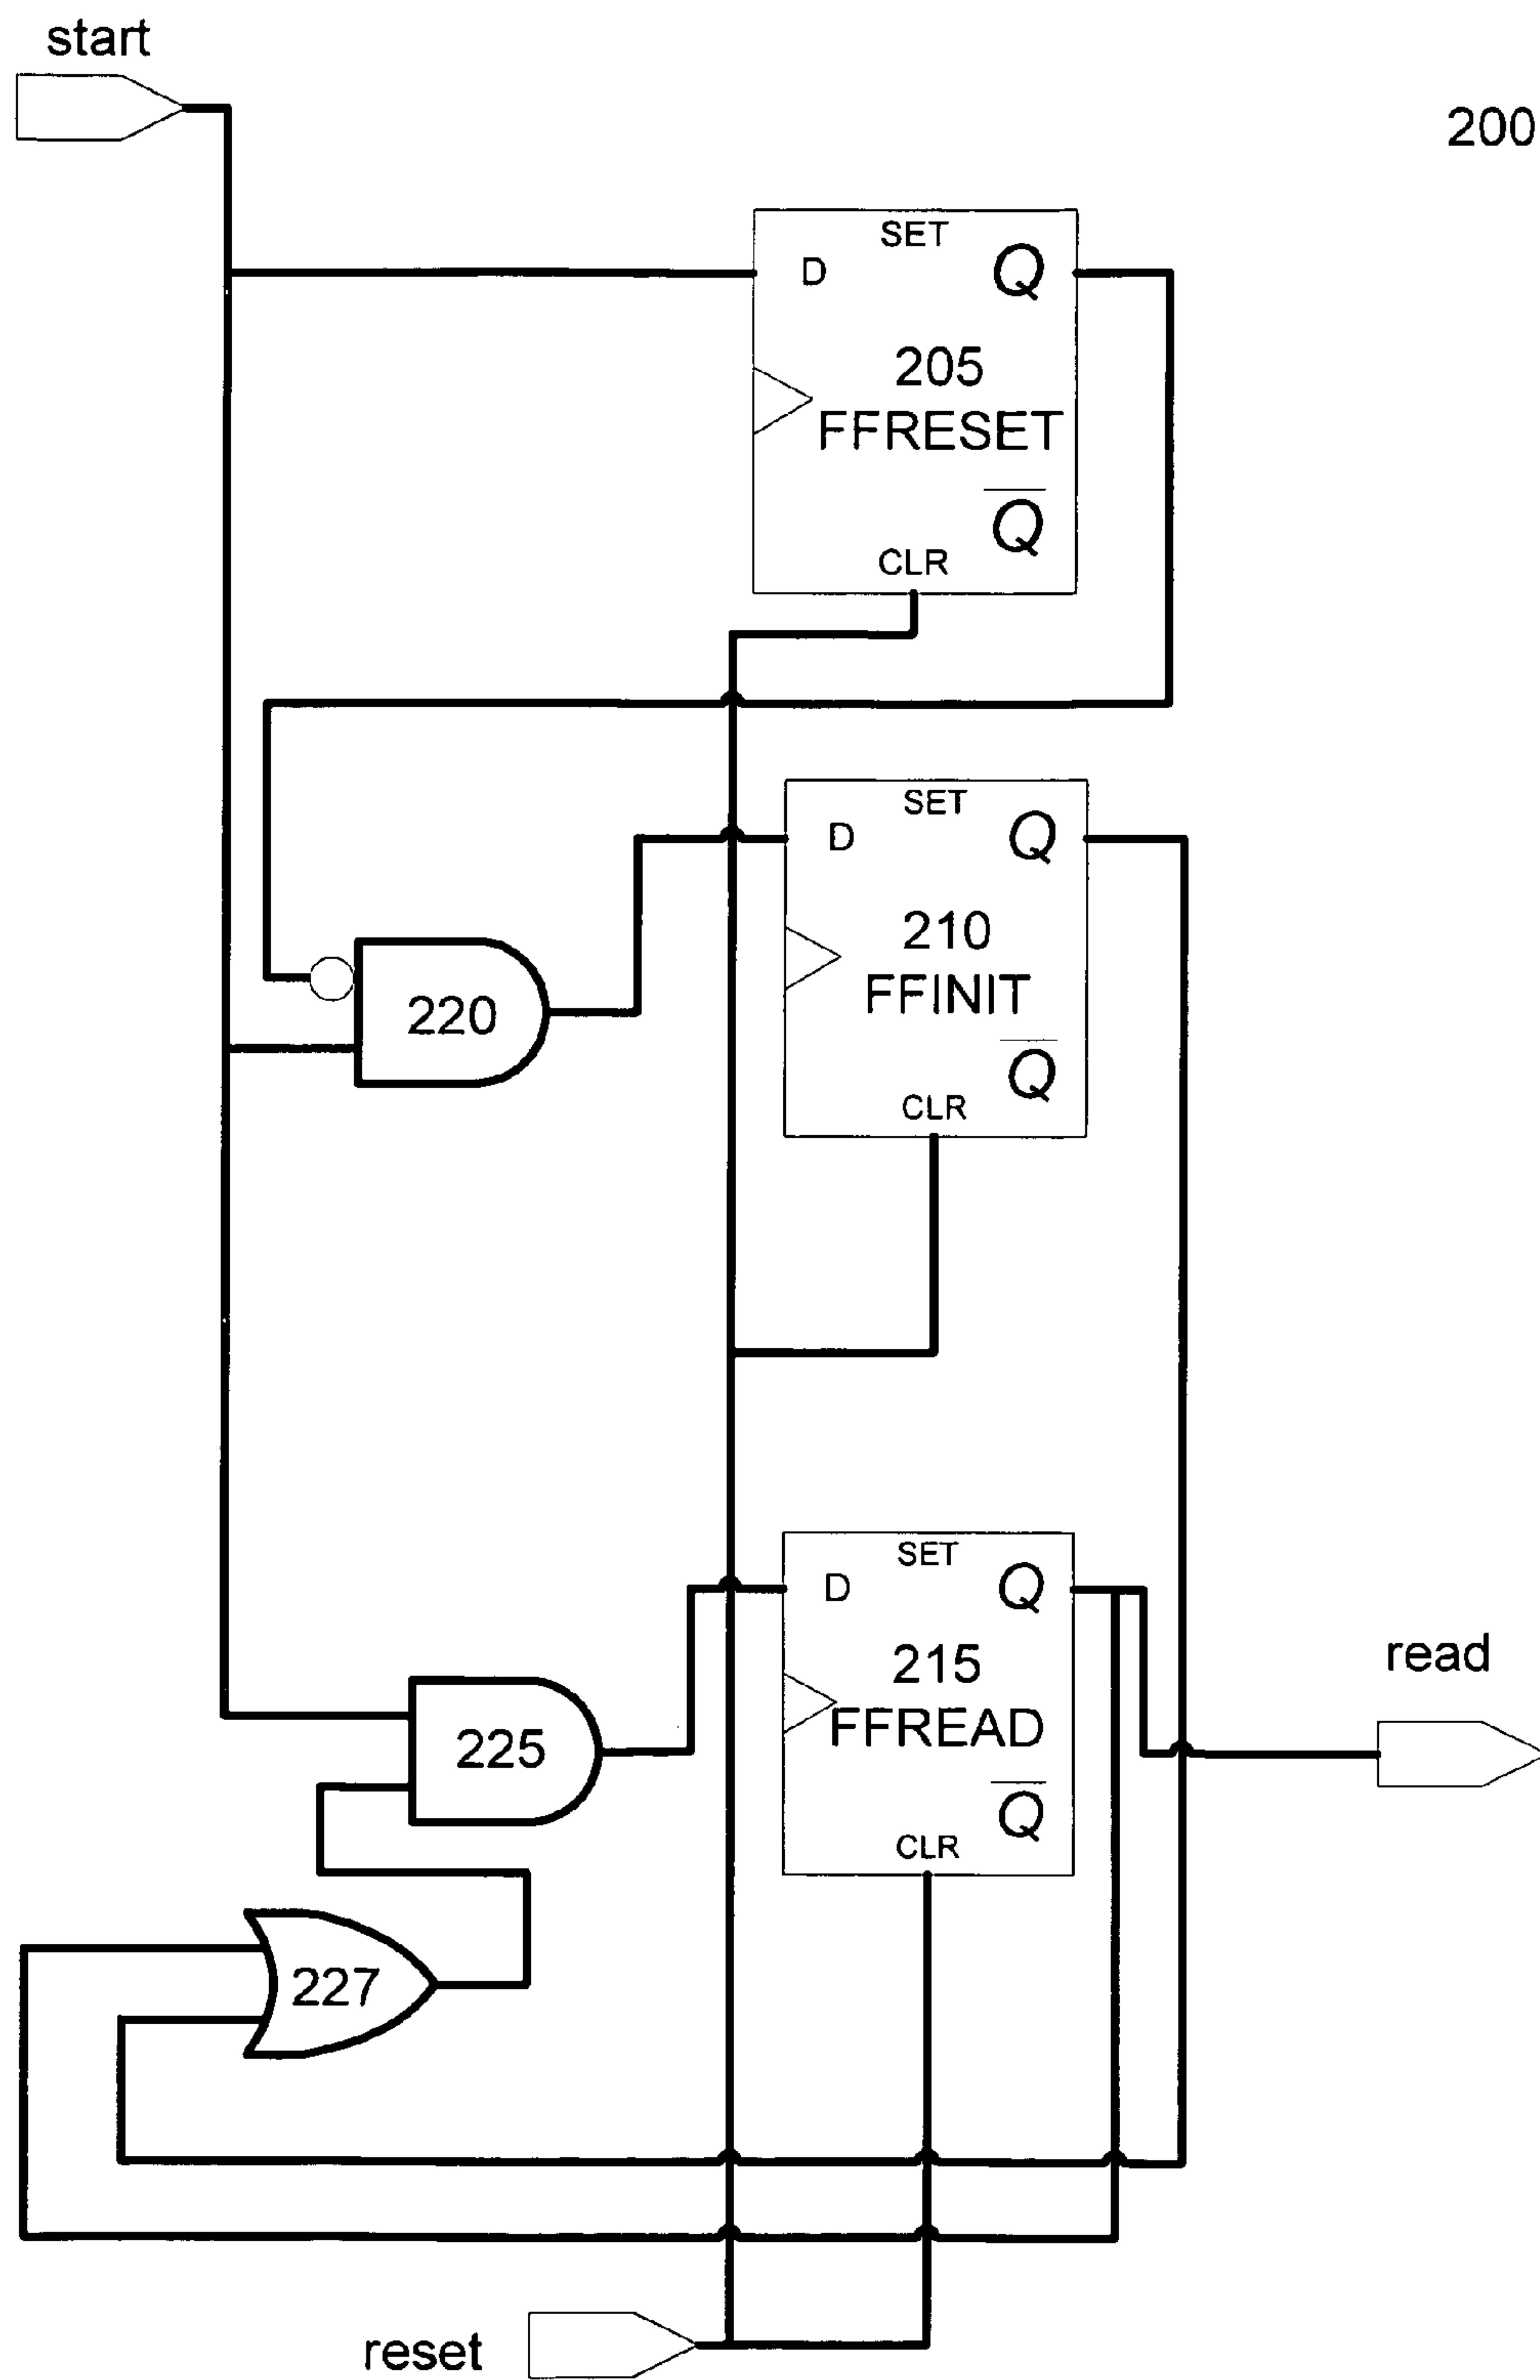 start
200
SET
D Q
205
FFRESET
Q
CLR
SET
D Q
210
FFINIT
220
Q
CLR
SET
D Q
215
FFREAD
read
225
Q
CLR
227
reset